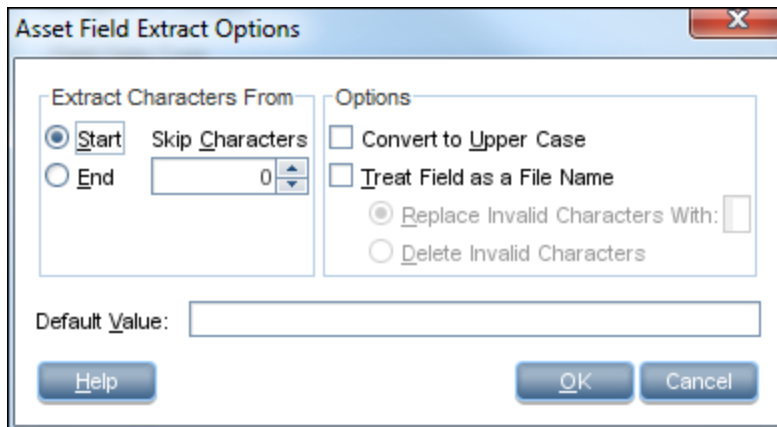 Asset Field Extract Options
Extract Characters From
Start Skip Characters
End 0
Options
Convert to Upper Case
Treat Field as a File Name
Replace Invalid Characters With:
Delete Invalid Characters
Default Value:
Help OK Cancel